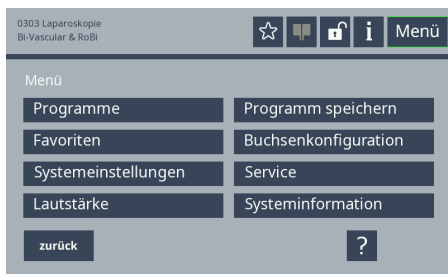 0303 Laparoskopie
Bi-Vascular & RoBi
i
Menü
Menü
Programme
Programm speichern
Favoriten
Buchsenkonfiguration
Systemeinstellungen
Service
Lautstärke
Systeminformation
zurück
?